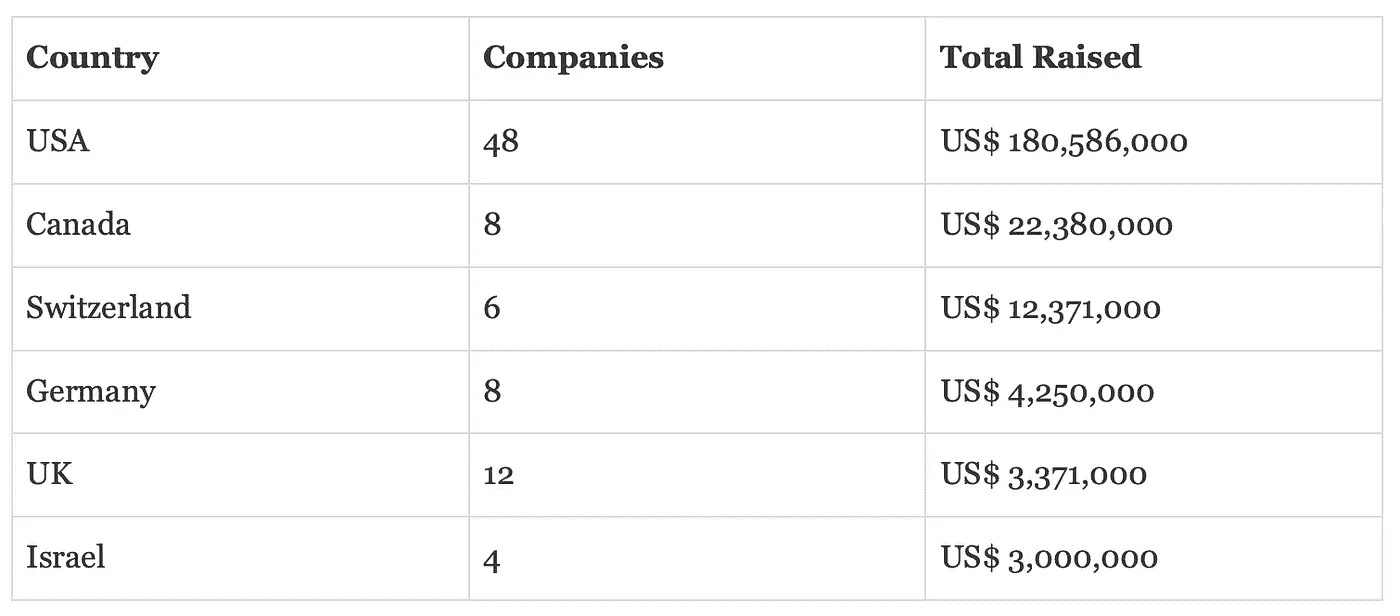 Country Companies Total Raised
USA 48 US$ 180,586,000
Canada 8 US$ 22,380,000
Switzerland 6 US$ 12,371,000
Germany 8 US$ 4,250,000
UK 12 US$ 3,371,000
Israel 4 US$ 3,000,000